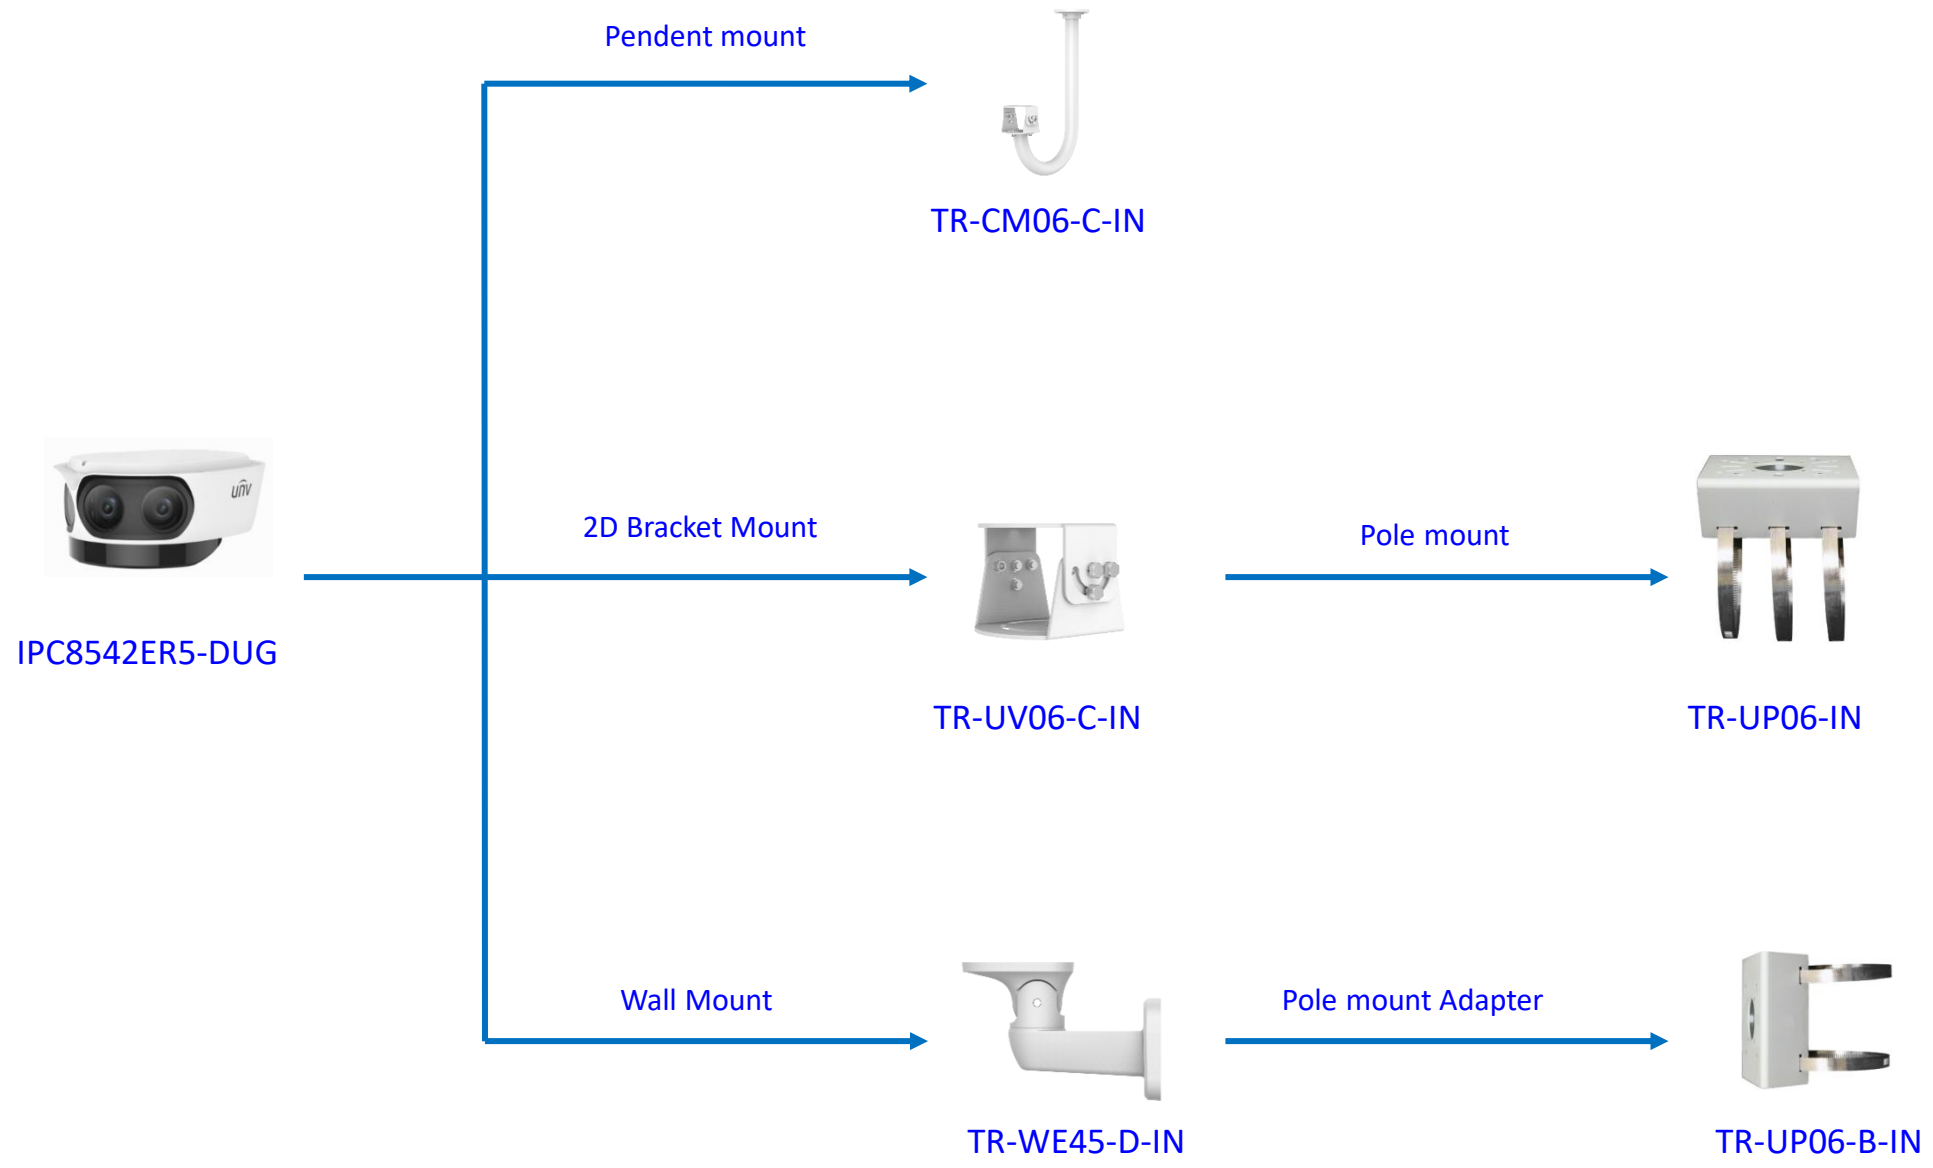 Pendent mount
TR-CM06-C-IN
unv
2D Bracket Mount
Pole mount
IPC8542ER5-DUG
TR-UV06-C-IN
TR-UP06-IN
Wall Mount
Pole mount Adapter
TR-WE45-D-IN
TR-UP06-B-IN